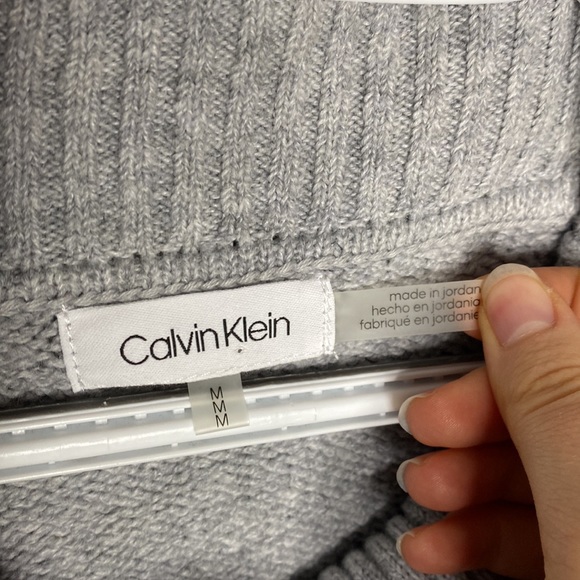 Calvin Klein
made in jordan
hecho en jordania
fabriqué en jordanie
M
M
M